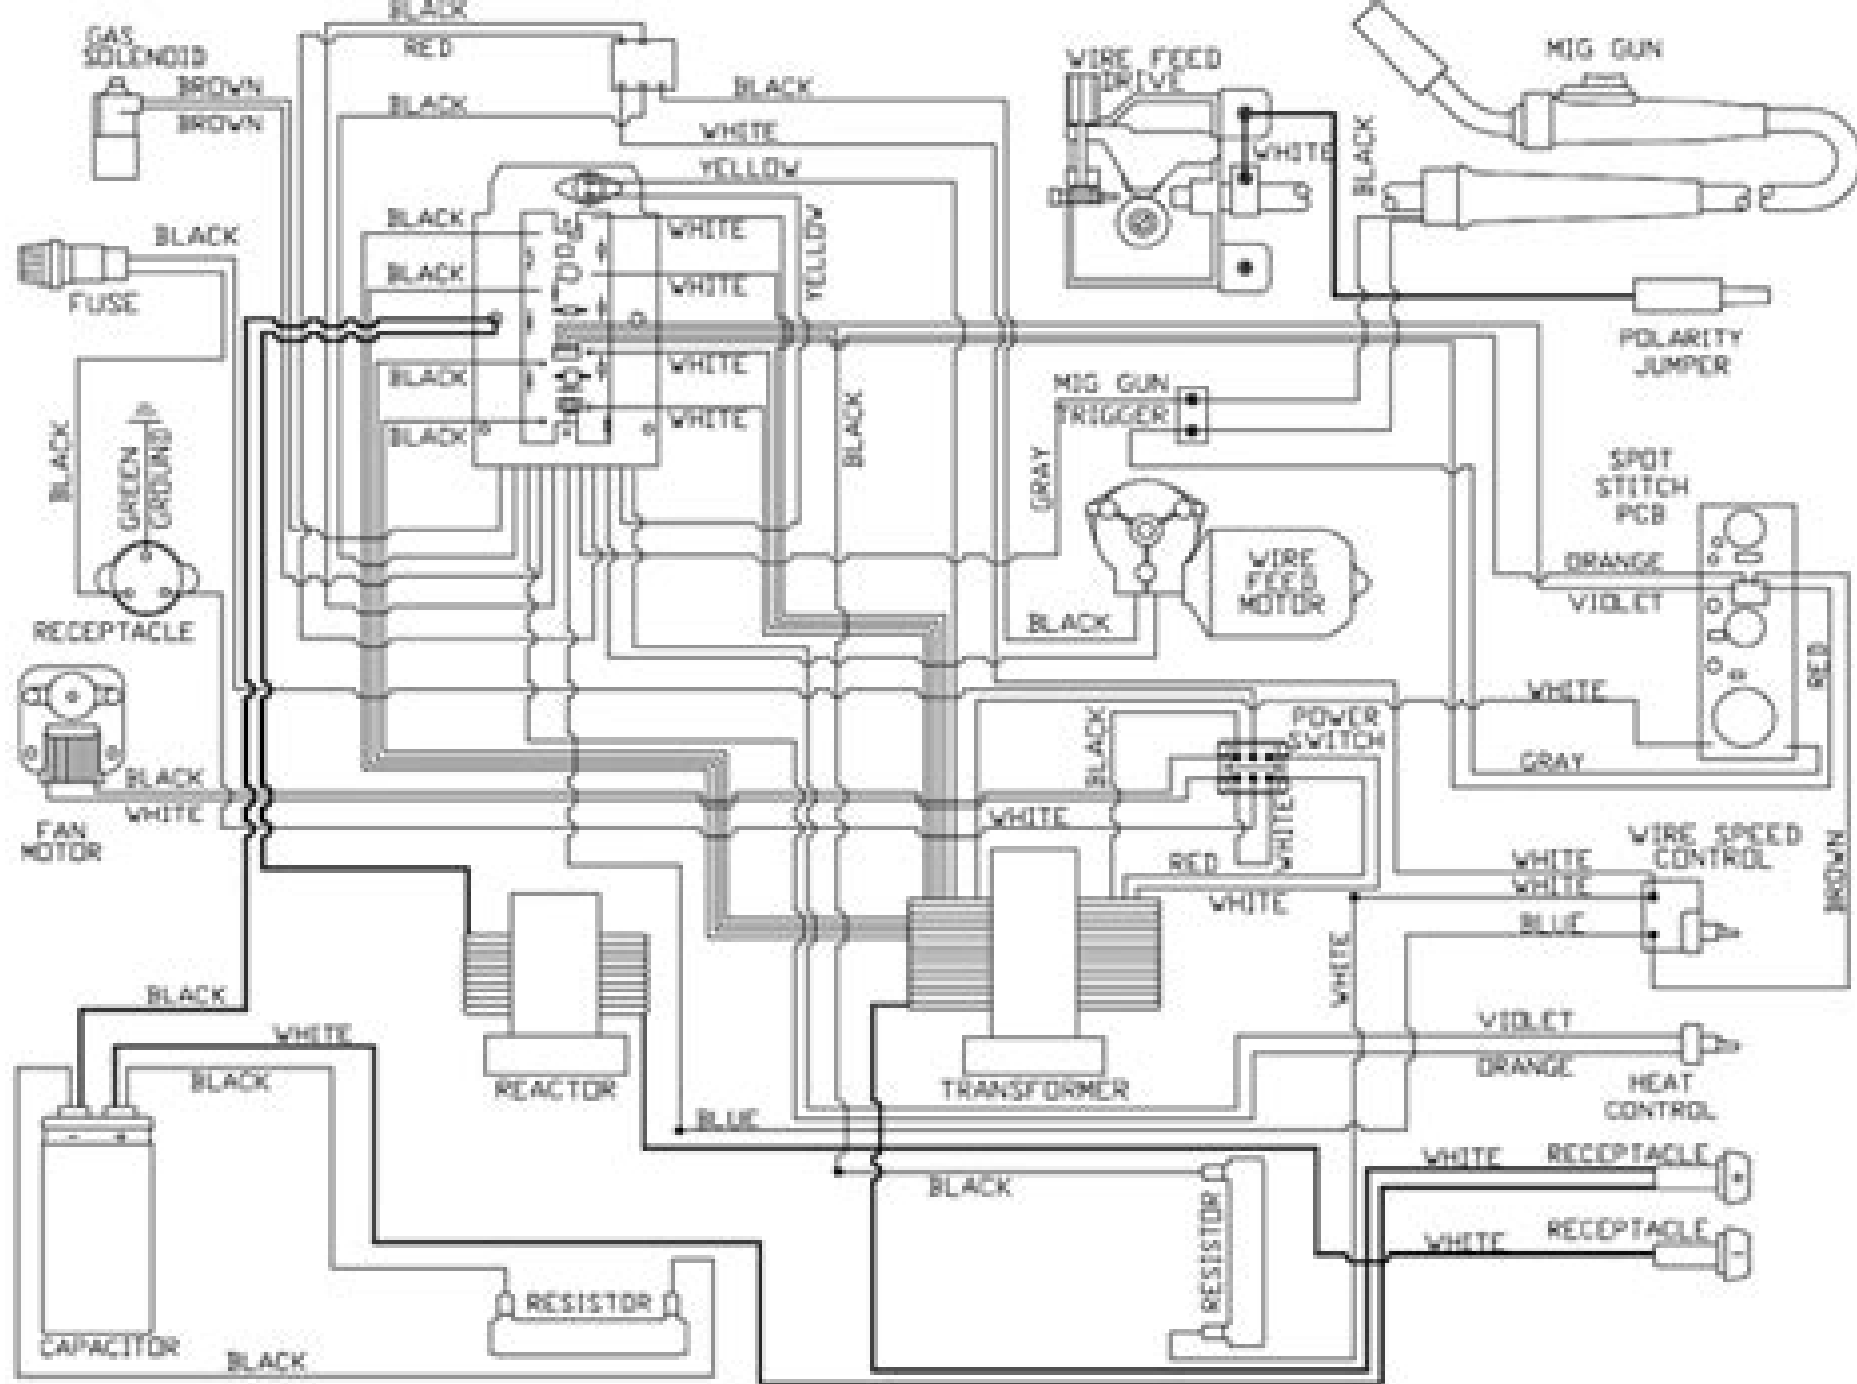 BLACK
GAS
SOLENOID
RED
BROWN
BROWN
BLACK
BLACK
WHITE
YELLOW
WIRE FEED
DRIVE
WHITE
BLACK
MIG GUN
BLACK
FUSE
BLACK
WHITE
YELLOW
BLACK
WHITE
BLACK
WHITE
BLACK
WHITE
BLACK
POLARITY
JUMPER
MIG GUN
TRIGGER
BLACK
GREEN
GROUND
RECEPTACLE
GRAY
SPOT
STITCH
PCB
WIRE
FEED
MOTOR
BLACK
ORANGE
VIOLET
RED
WHITE
GRAY
BLACK
POWER
SWITCH
BLACK
WHITE
FAN
MOTOR
WHITE
WHITE
RED
WHITE
WIRE SPEED
CONTROL
WHITE
WHITE
BLUE
BROWN
WHITE
BLACK
WHITE
BLACK
REACTOR
TRANSFORMER
VIOLET
ORANGE
HEAT
CONTROL
BLUE
- +
BLACK
RESISTOR
WHITE
RECEPTACLE
+
WHITE
RECEPTACLE
-
RESISTOR
CAPACITOR
BLACK